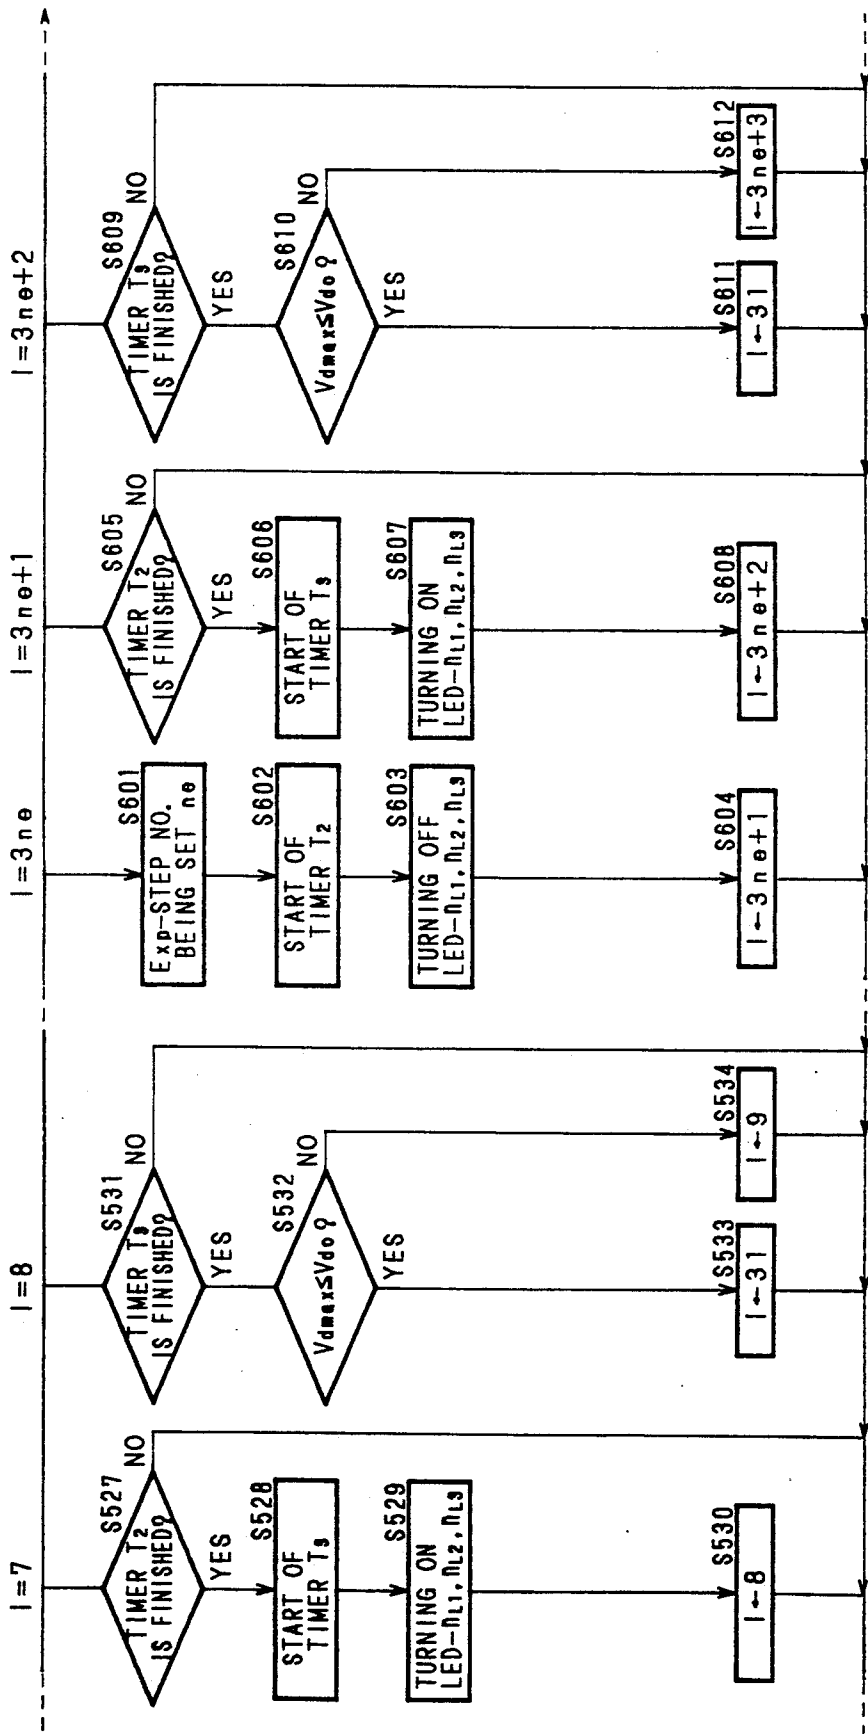 I=7
S527
TIMER T2
IS FINISHED?
NO
YES
S528
START OF
TIMER T3
S529
TURNING ON
LED-nL1, nL2, nL3
S530
I←8
I=8
S531
TIMER T3
IS FINISHED?
NO
YES
S532
Vdmax≦Vdo?
NO
YES
S533
I←31
S534
I←9
I=3ne
S601
Exp-STEP NO.
BEING SET ne
S602
START OF
TIMER T2
S603
TURNING OFF
LED-nL1, nL2, nL3
S604
I←3ne+1
I=3ne+1
S605
TIMER T2
IS FINISHED?
NO
YES
S606
START OF
TIMER T3
S607
TURNING ON
LED-nL1, nL2, nL3
S608
I←3ne+2
I=3ne+2
S609
TIMER T3
IS FINISHED?
NO
YES
S610
Vdmax≦Vdo?
NO
YES
S611
I←31
S612
I←3ne+3